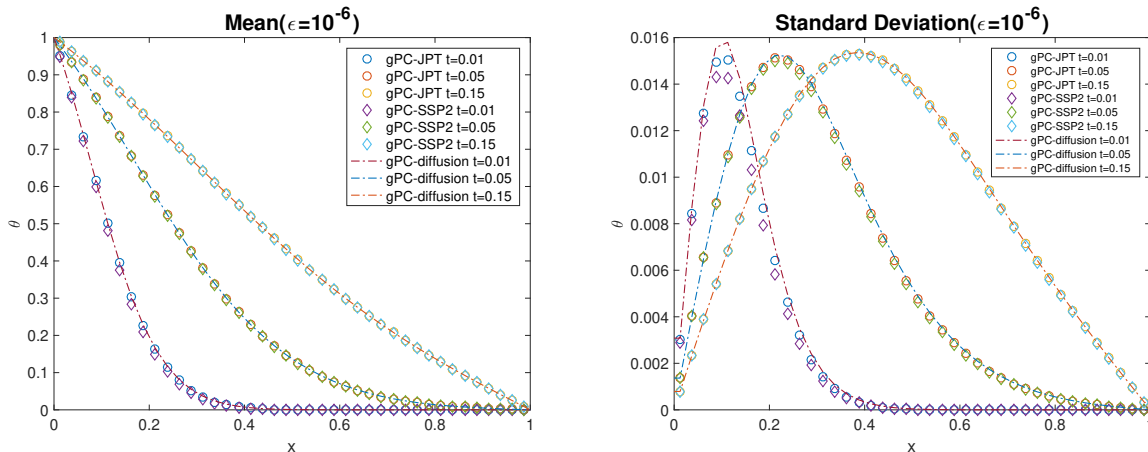 Mean(ϵ=10^-6)
1
0.9
0.8
0.7
0.6
0.5
0.4
0.3
0.2
0.1
0
θ
0 0.2 0.4 0.6 0.8 1
x
gPC-JPT t=0.01
gPC-JPT t=0.05
gPC-JPT t=0.15
gPC-SSP2 t=0.01
gPC-SSP2 t=0.05
gPC-SSP2 t=0.15
gPC-diffusion t=0.01
gPC-diffusion t=0.05
gPC-diffusion t=0.15
Standard Deviation(ϵ=10^-6)
0.016
0.014
0.012
0.01
0.008
0.006
0.004
0.002
0
θ
0 0.2 0.4 0.6 0.8 1
x
gPC-JPT t=0.01
gPC-JPT t=0.05
gPC-JPT t=0.15
gPC-SSP2 t=0.01
gPC-SSP2 t=0.05
gPC-SSP2 t=0.15
gPC-diffusion t=0.01
gPC-diffusion t=0.05
gPC-diffusion t=0.15